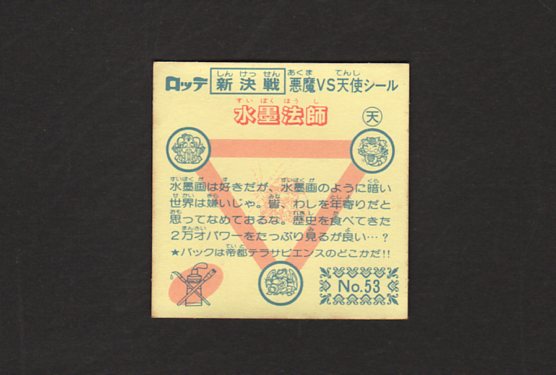 ロッテ 新決戦 悪魔VS天使シール
水墨法師
天
水墨画は好きだが、水墨画のように暗い
世界は嫌いじゃ。皆、わしを年寄りだと
思ってなめておるな。歴史を食べてきた
2万才パワーをたっぷり見るが良い…?
★バックは帝都テラサピエンスのどこかだ!!
No.53